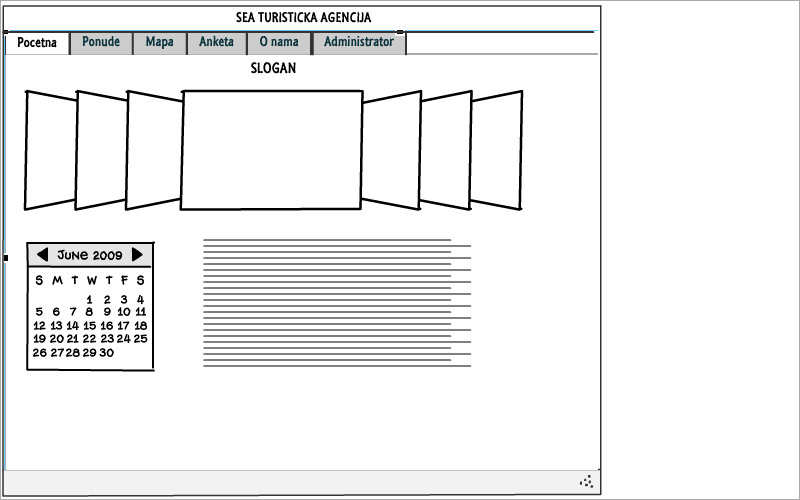 SEA TURISTICKA AGENCIJA
Pocetna Ponude Mapa Anketa O nama Administrator
SLOGAN
JUNE 2009
S M T W T F S
1 2 3 4
5 6 7 8 9 10 11
12 13 14 15 16 17 18
19 20 21 22 23 24 25
26 27 28 29 30